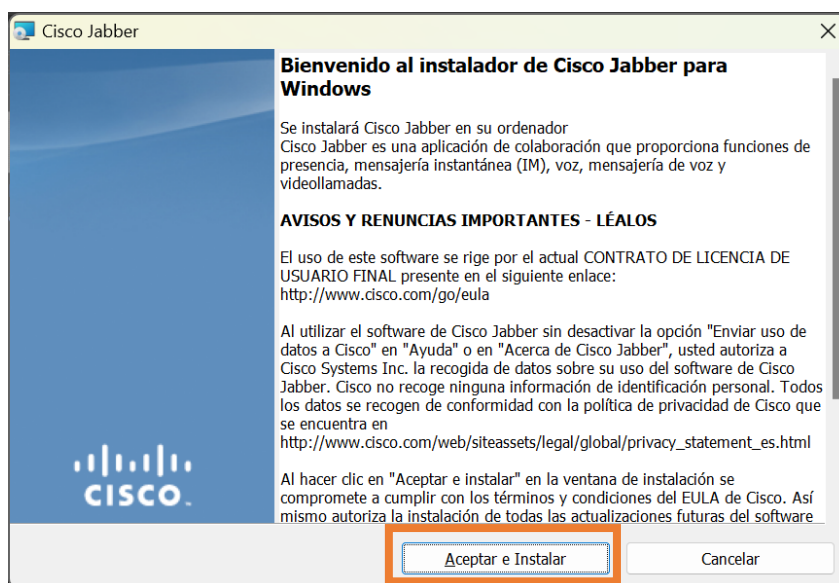 Cisco Jabber
Bienvenido al instalador de Cisco Jabber para
Windows
Se instalará Cisco Jabber en su ordenador
Cisco Jabber es una aplicación de colaboración que proporciona funciones de
presencia, mensajería instantánea (IM), voz, mensajería de voz y
videollamadas.
AVISOS Y RENUNCIAS IMPORTANTES - LÉALOS
El uso de este software se rige por el actual CONTRATO DE LICENCIA DE
USUARIO FINAL presente en el siguiente enlace:
http://www.cisco.com/go/eula
Al utilizar el software de Cisco Jabber sin desactivar la opción "Enviar uso de
datos a Cisco" en "Ayuda" o en "Acerca de Cisco Jabber", usted autoriza a
Cisco Systems Inc. la recogida de datos sobre su uso del software de Cisco
Jabber. Cisco no recoge ninguna información de identificación personal. Todos
los datos se recogen de conformidad con la política de privacidad de Cisco que
se encuentra en
http://www.cisco.com/web/siteassets/legal/global/privacy_statement_es.html
Al hacer clic en "Aceptar e instalar" en la ventana de instalación se
compromete a cumplir con los términos y condiciones del EULA de Cisco. Así
mismo autoriza la instalación de todas las actualizaciones futuras del software
CISCO
Aceptar e Instalar
Cancelar